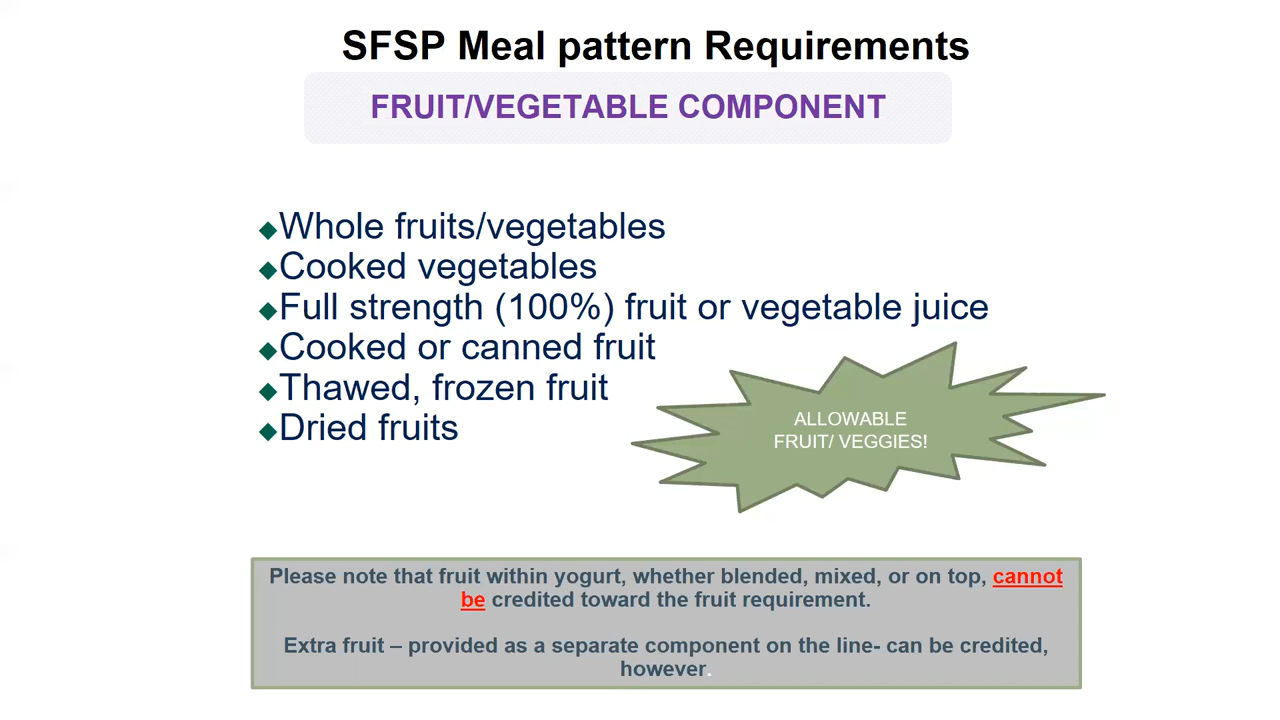 SFSP Meal pattern Requirements
FRUIT/VEGETABLE COMPONENT
◆Whole fruits/vegetables
◆Cooked vegetables
◆Full strength (100%) fruit or vegetable juice
◆Cooked or canned fruit
◆Thawed, frozen fruit
◆Dried fruits
ALLOWABLE
FRUIT/ VEGGIES!
Please note that fruit within yogurt, whether blended, mixed, or on top, cannot
be credited toward the fruit requirement.
Extra fruit – provided as a separate component on the line- can be credited,
however.